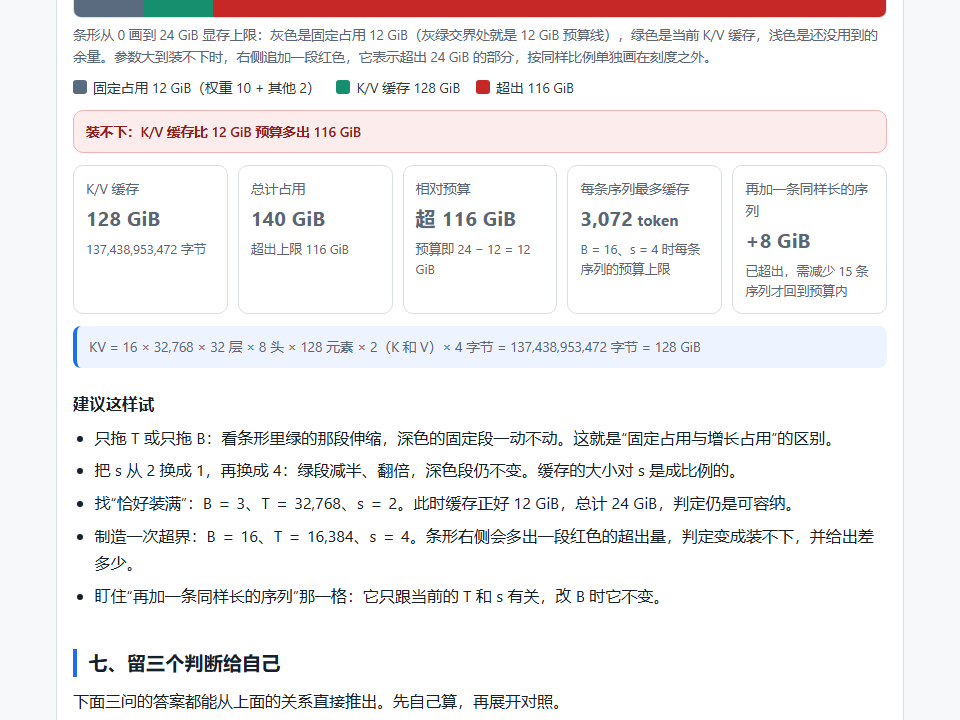 条形从 0 画到 24 GiB 显存上限：灰色是固定占用 12 GiB（灰绿交界处就是 12 GiB 预算线），绿色是当前 K/V 缓存，浅色是还没用到的
余量。参数大到装不下时，右侧追加一段红色，它表示超出 24 GiB 的部分，按同样比例单独画在刻度之外。
固定占用 12 GiB（权重 10 + 其他 2） K/V 缓存 128 GiB 超出 116 GiB
装不下：K/V 缓存比 12 GiB 预算多出 116 GiB
K/V 缓存
128 GiB
137,438,953,472 字节
总计占用
140 GiB
超出上限 116 GiB
相对预算
超 116 GiB
预算即 24 − 12 = 12
GiB
每条序列最多缓存
3,072 token
B = 16、s = 4 时每条
序列的预算上限
再加一条同样长的序
列
+8 GiB
已超出，需减少 15 条
序列才回到预算内
KV = 16 × 32,768 × 32 层 × 8 头 × 128 元素 × 2（K 和 V）× 4 字节 = 137,438,953,472 字节 = 128 GiB
建议这样试
只拖 T 或只拖 B：看条形里绿的那段伸缩，深色的固定段一动不动。这就是“固定占用与增长占用”的区别。
把 s 从 2 换成 1，再换成 4：绿段减半、翻倍，深色段仍不变。缓存的大小对 s 是成比例的。
找“恰好装满”：B = 3、T = 32,768、s = 2。此时缓存正好 12 GiB，总计 24 GiB，判定仍是可容纳。
制造一次超界：B = 16、T = 16,384、s = 4。条形右侧会多出一段红色的超出量，判定变成装不下，并给出差
多少。
盯住“再加一条同样长的序列”那一格：它只跟当前的 T 和 s 有关，改 B 时它不变。
七、留三个判断给自己
下面三问的答案都能从上面的关系直接推出。先自己算，再展开对照。